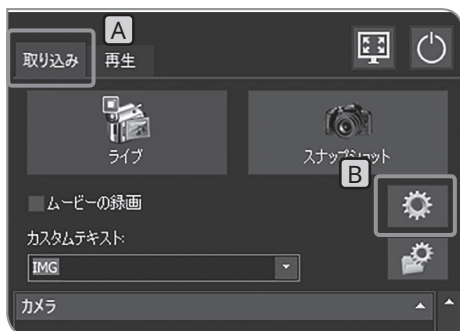 A
取り込み 再生
ライブ スナップショット
B
ムービーの録画
カスタムテキスト:
IMG
カメラ